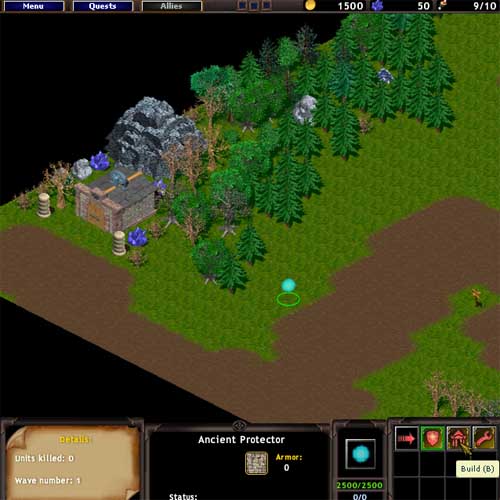 Menu Quests Allies 1500 50 9/10
Details:
Units killed: 0
Wave number: 1
Ancient Protector
Armor:
0
Status:
2500/2500
0/0
Build (B)